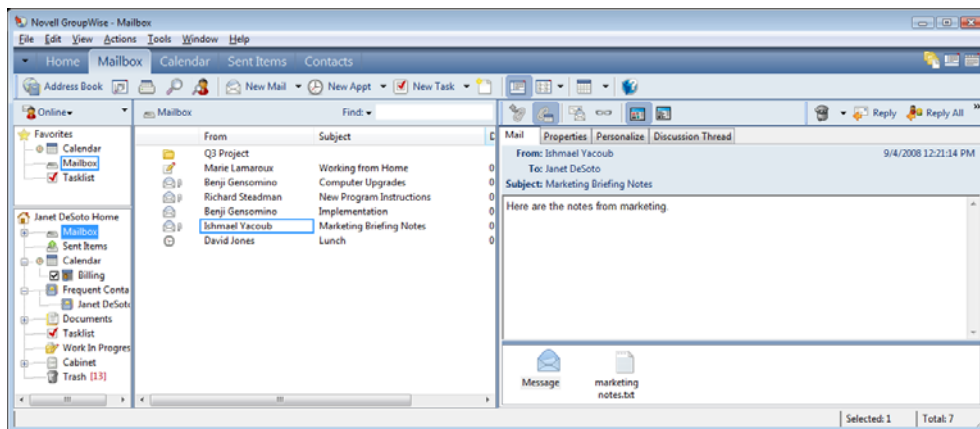 Novell GroupWise - Mailbox
File Edit View Actions Tools Window Help
Home Mailbox Calendar Sent Items Contacts
Address Book New Mail New Appt New Task
Online Mailbox Find: Reply Reply All
Favorites
Calendar
Mailbox
Tasklist
Janet DeSoto Home
Mailbox
Sent Items
Calendar
Billing
Frequent Conta
Janet DeSot
Documents
Tasklist
Work In Progres
Cabinet
Trash [13]
From Subject
Q3 Project
Marie Lamaroux Working from Home 0
Benji Gensomino Computer Upgrades 0
Richard Steadman New Program Instructions 0
Benji Gensomino Implementation 0
Ishmael Yacoub Marketing Briefing Notes 0
David Jones Lunch 0
Mail Properties Personalize Discussion Thread
From: Ishmael Yacoub 9/4/2008 12:21:14 PM
To: Janet DeSoto
Subject: Marketing Briefing Notes
Here are the notes from marketing.
Message
marketing
notes.txt
Selected: 1 Total: 7